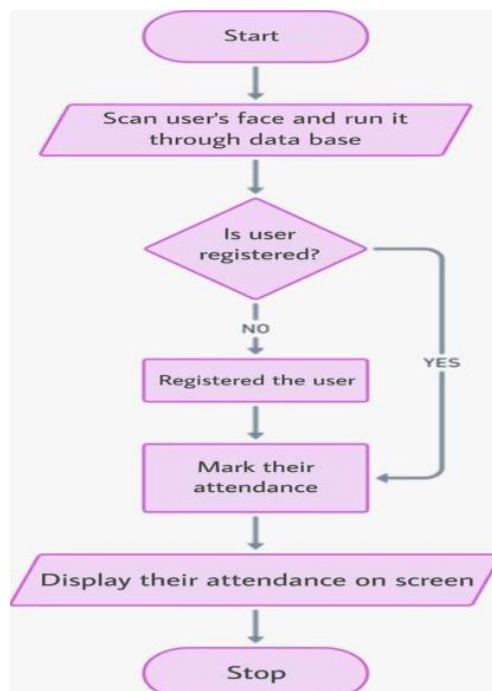 Start
Scan user's face and run it
through data base
Is user
registered?
NO
YES
Registered the user
Mark their
attendance
Display their attendance on screen
Stop